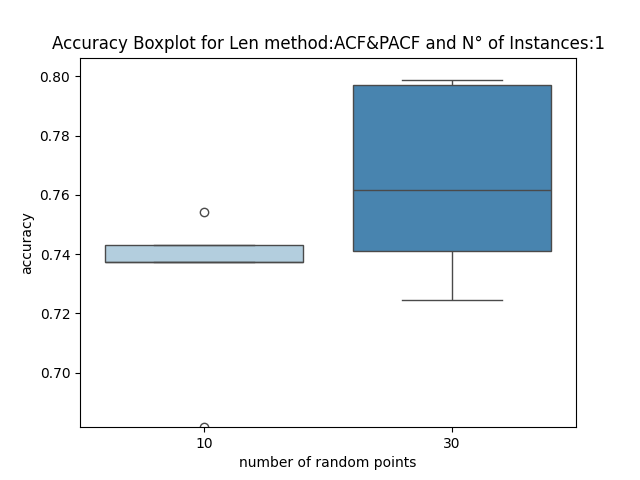 Accuracy Boxplot for Len method:ACF&PACF and N° of Instances:1
0.80
0.78
0.76
0.74
0.72
0.70
accuracy
10 30
number of random points